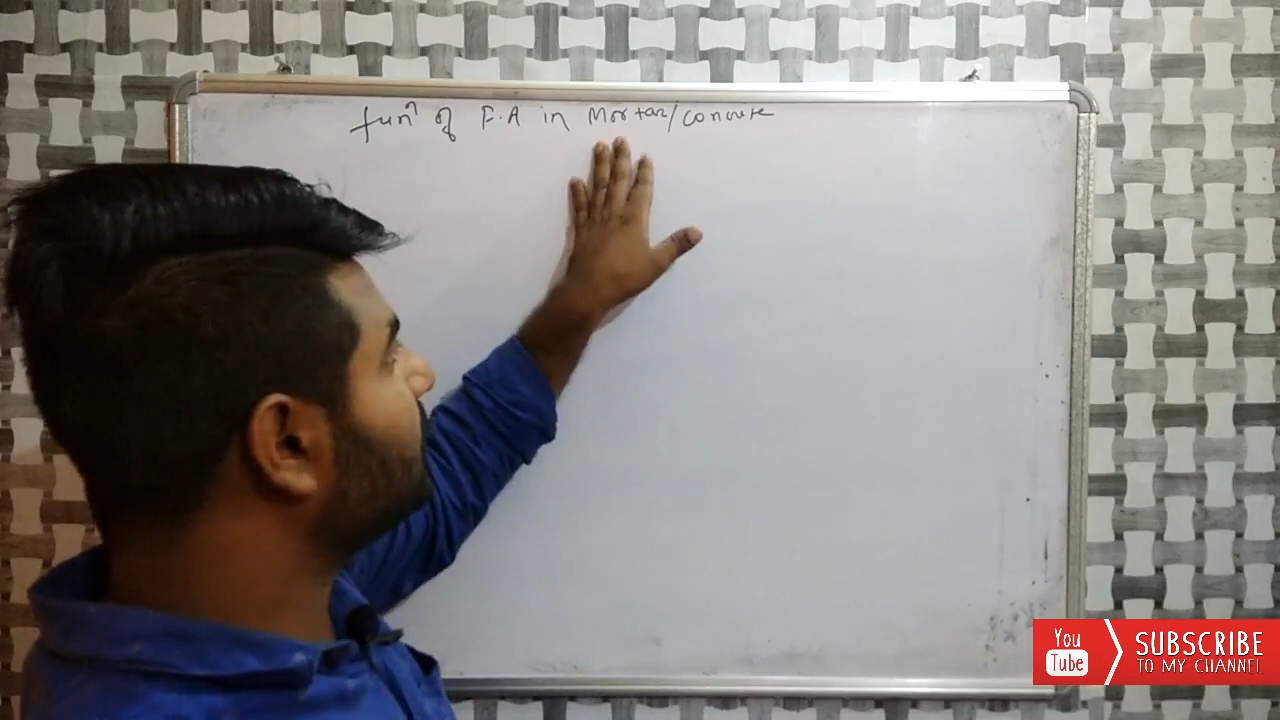 funⁿ of F.A in Mortar/concrete
You
Tube
SUBSCRIBE
TO MY CHANNEL